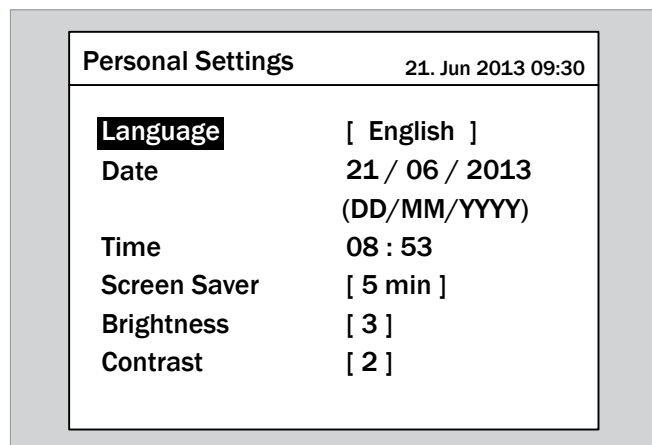 Personal Settings 21. Jun 2013 09:30
Language [ English ]
Date 21 / 06 / 2013
(DD/MM/YYYY)
Time 08 : 53
Screen Saver [ 5 min ]
Brightness [ 3 ]
Contrast [ 2 ]